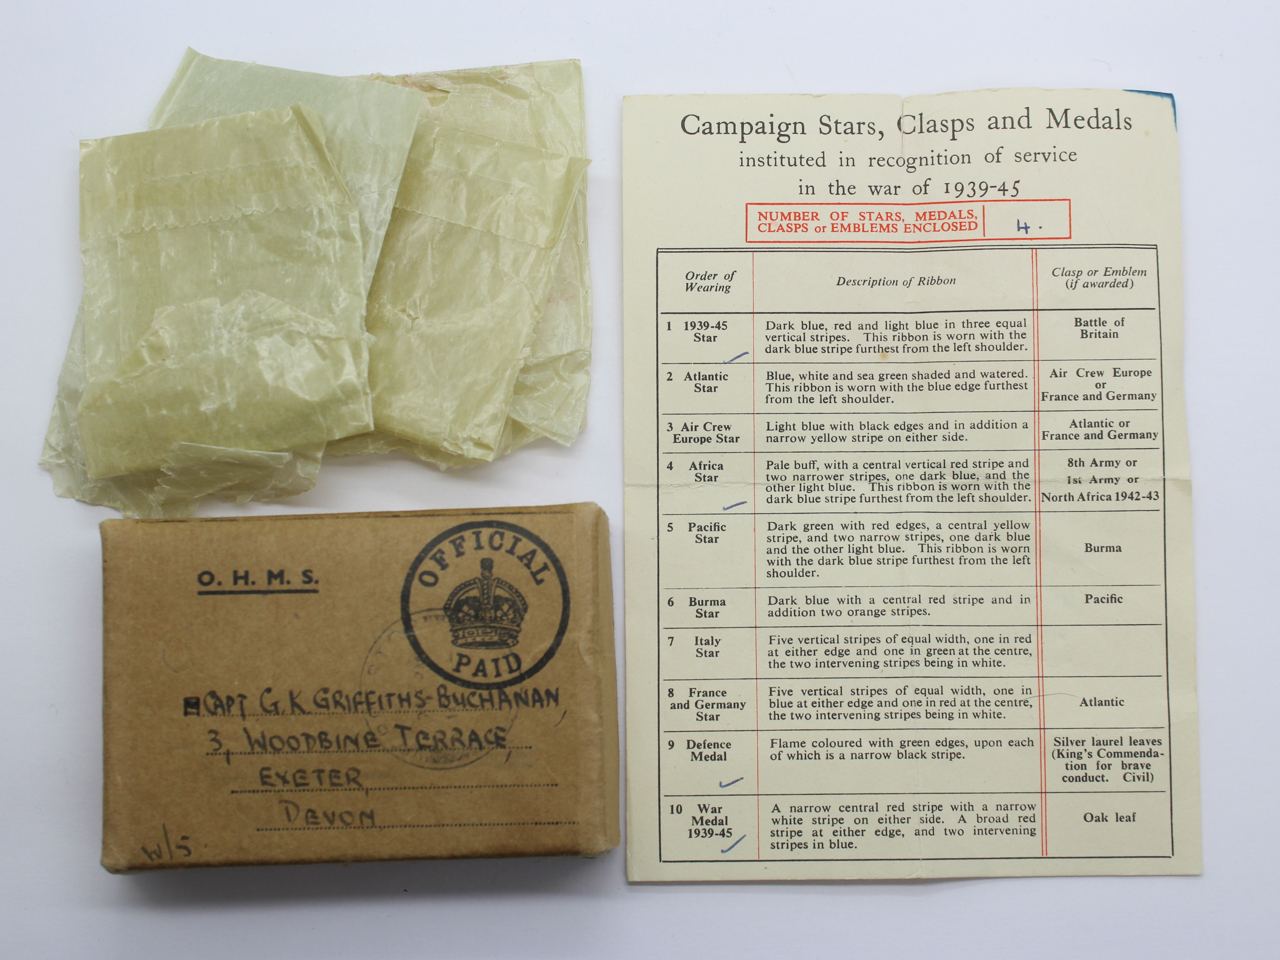 O. H. M. S.
OFFICIAL
PAID
CAPT G.K. GRIFFITHS-BUCHANAN
3, WOODBINE TERRACE
EXETER,
DEVON
W/5
Campaign Stars, Clasps and Medals
instituted in recognition of service
in the war of 1939-45
NUMBER OF STARS, MEDALS,
CLASPS or EMBLEMS ENCLOSED
4.
Order of
Wearing
Description of Ribbon
Clasp or Emblem
(if awarded)
1 1939-45
Star
Dark blue, red and light blue in three equal
vertical stripes. This ribbon is worn with the
dark blue stripe furthest from the left shoulder.
Battle of
Britain
2 Atlantic
Star
Blue, white and sea green shaded and watered.
This ribbon is worn with the blue edge furthest
from the left shoulder.
Air Crew Europe
or
France and Germany
3 Air Crew
Europe Star
Light blue with black edges and in addition a
narrow yellow stripe on either side.
Atlantic or
France and Germany
4 Africa
Star
Pale buff, with a central vertical red stripe and
two narrower stripes, one dark blue, and the
other light blue. This ribbon is worn with the
dark blue stripe furthest from the left shoulder.
8th Army or
1st Army or
North Africa 1942-43
5 Pacific
Star
Dark green with red edges, a central yellow
stripe, and two narrow stripes, one dark blue
and the other light blue. This ribbon is worn
with the dark blue stripe furthest from the left
shoulder.
Burma
6 Burma
Star
Dark blue with a central red stripe and in
addition two orange stripes.
Pacific
7 Italy
Star
Five vertical stripes of equal width, one in red
at either edge and one in green at the centre,
the two intervening stripes being in white.
8 France
and Germany
Star
Five vertical stripes of equal width, one in
blue at either edge and one in red at the centre,
the two intervening stripes being in white.
Atlantic
9 Defence
Medal
Flame coloured with green edges, upon each
of which is a narrow black stripe.
Silver laurel leaves
(King's Commenda-
tion for brave
conduct. Civil)
10 War
Medal
1939-45
A narrow central red stripe with a narrow
white stripe on either side. A broad red
stripe at either edge, and two intervening
stripes in blue.
Oak leaf